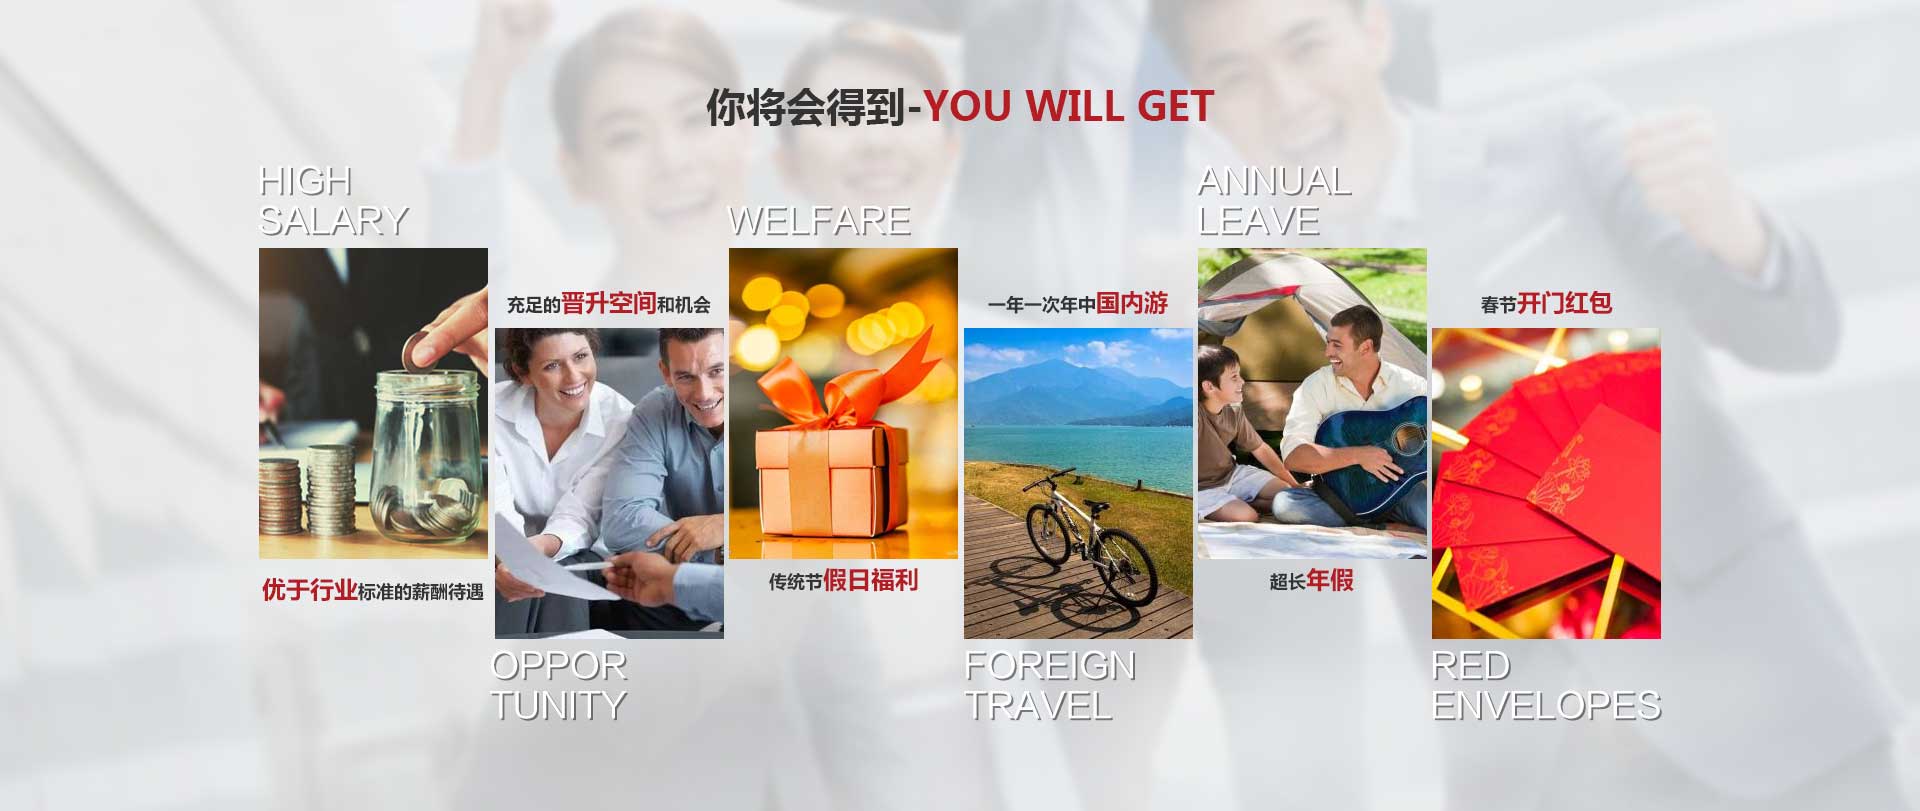 你将会得到-YOU WILL GET
HIGH
SALARY
优于行业标准的薪酬待遇
充足的晋升空间和机会
OPPOR
TUNITY
WELFARE
传统节假日福利
一年一次年中国内游
FOREIGN
TRAVEL
ANNUAL
LEAVE
超长年假
春节开门红包
RED
ENVELOPES